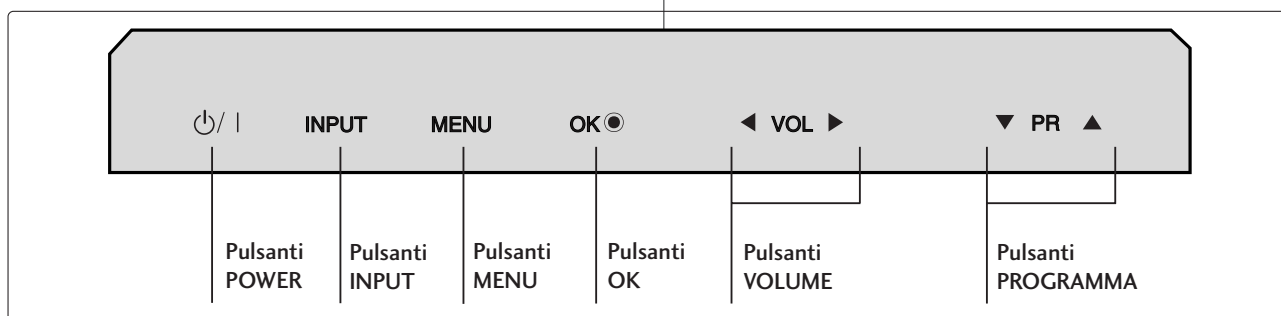 ⏻/ I INPUT MENU OK◉ ◀ VOL ▶ ▼ PR ▲
Pulsanti Pulsanti Pulsanti Pulsanti Pulsanti Pulsanti
POWER INPUT MENU OK VOLUME PROGRAMMA